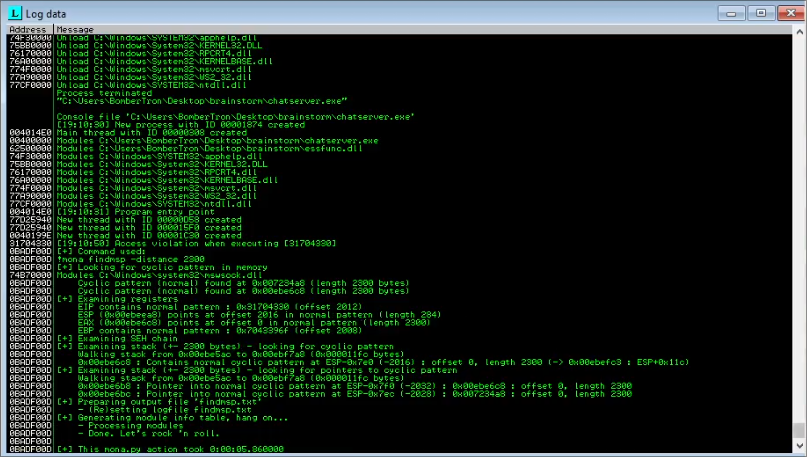 Log data
Address Message
74F30000 Unload C:\Windows\SYSTEM32\apphelp.dll
75BB0000 Unload C:\Windows\System32\KERNEL32.DLL
76170000 Unload C:\Windows\System32\RPCRT4.dll
76A00000 Unload C:\Windows\System32\KERNELBASE.dll
774F0000 Unload C:\Windows\System32\msvcrt.dll
77A90000 Unload C:\Windows\System32\WS2_32.dll
77CF0000 Unload C:\Windows\SYSTEM32\ntdll.dll
Process terminated
"C:\Users\BomberTron\Desktop\brainstorm\chatserver.exe"
Console file 'C:\Users\BomberTron\Desktop\brainstorm\chatserver.exe'
[19:10:30] New process with ID 00001874 created
004014E0 Main thread with ID 00000308 created
00400000 Modules C:\Users\BomberTron\Desktop\brainstorm\chatserver.exe
62500000 Modules C:\Users\BomberTron\Desktop\brainstorm\essfunc.dll
74F30000 Modules C:\Windows\SYSTEM32\apphelp.dll
75BB0000 Modules C:\Windows\System32\KERNEL32.DLL
76170000 Modules C:\Windows\System32\RPCRT4.dll
76A00000 Modules C:\Windows\System32\KERNELBASE.dll
774F0000 Modules C:\Windows\System32\msvcrt.dll
77A90000 Modules C:\Windows\System32\WS2_32.dll
77CF0000 Modules C:\Windows\SYSTEM32\ntdll.dll
004014E0 [19:10:31] Program entry point
77D25940 New thread with ID 00000D58 created
77D25940 New thread with ID 000015F0 created
0040199E New thread with ID 00001C30 created
31704330 [19:10:50] Access violation when executing [31704330]
0BADF00D [+] Command used:
0BADF00D !mona findmsp -distance 2300
0BADF00D [+] Looking for cyclic pattern in memory
74B70000 Modules C:\Windows\system32\mswsock.dll
0BADF00D Cyclic pattern (normal) found at 0x007234a8 (length 2300 bytes)
0BADF00D Cyclic pattern (normal) found at 0x00ebe6c8 (length 2300 bytes)
0BADF00D [+] Examining registers
0BADF00D EIP contains normal pattern : 0x31704330 (offset 2012)
0BADF00D ESP (0x00ebeea8) points at offset 2016 in normal pattern (length 284)
0BADF00D EAX (0x00ebe6c8) points at offset 0 in normal pattern (length 2300)
0BADF00D EBP contains normal pattern : 0x7043396f (offset 2008)
0BADF00D [+] Examining SEH chain
0BADF00D [+] Examining stack (+- 2300 bytes) - looking for cyclic pattern
0BADF00D Walking stack from 0x00ebe5ac to 0x00ebf7a8 (0x000011fc bytes)
0BADF00D 0x00ebe6c8 : Contains normal cyclic pattern at ESP-0x7e0 (-2016) : offset 0, length 2300 (-> 0x00ebefc3 : ESP+0x11c)
0BADF00D [+] Examining stack (+- 2300 bytes) - looking for pointers to cyclic pattern
0BADF00D Walking stack from 0x00ebe5ac to 0x00ebf7a8 (0x000011fc bytes)
0BADF00D 0x00ebe6b8 : Pointer into normal cyclic pattern at ESP-0x7f0 (-2032) : 0x00ebe6c8 : offset 0, length 2300
0BADF00D 0x00ebe6bc : Pointer into normal cyclic pattern at ESP-0x7ec (-2028) : 0x007234a8 : offset 0, length 2300
0BADF00D [+] Preparing output file 'findmsp.txt'
0BADF00D - (Re)setting logfile findmsp.txt
0BADF00D [+] Generating module info table, hang on...
0BADF00D - Processing modules
0BADF00D - Done. Let's rock 'n roll.
0BADF00D
0BADF00D [+] This mona.py action took 0:00:05.860000